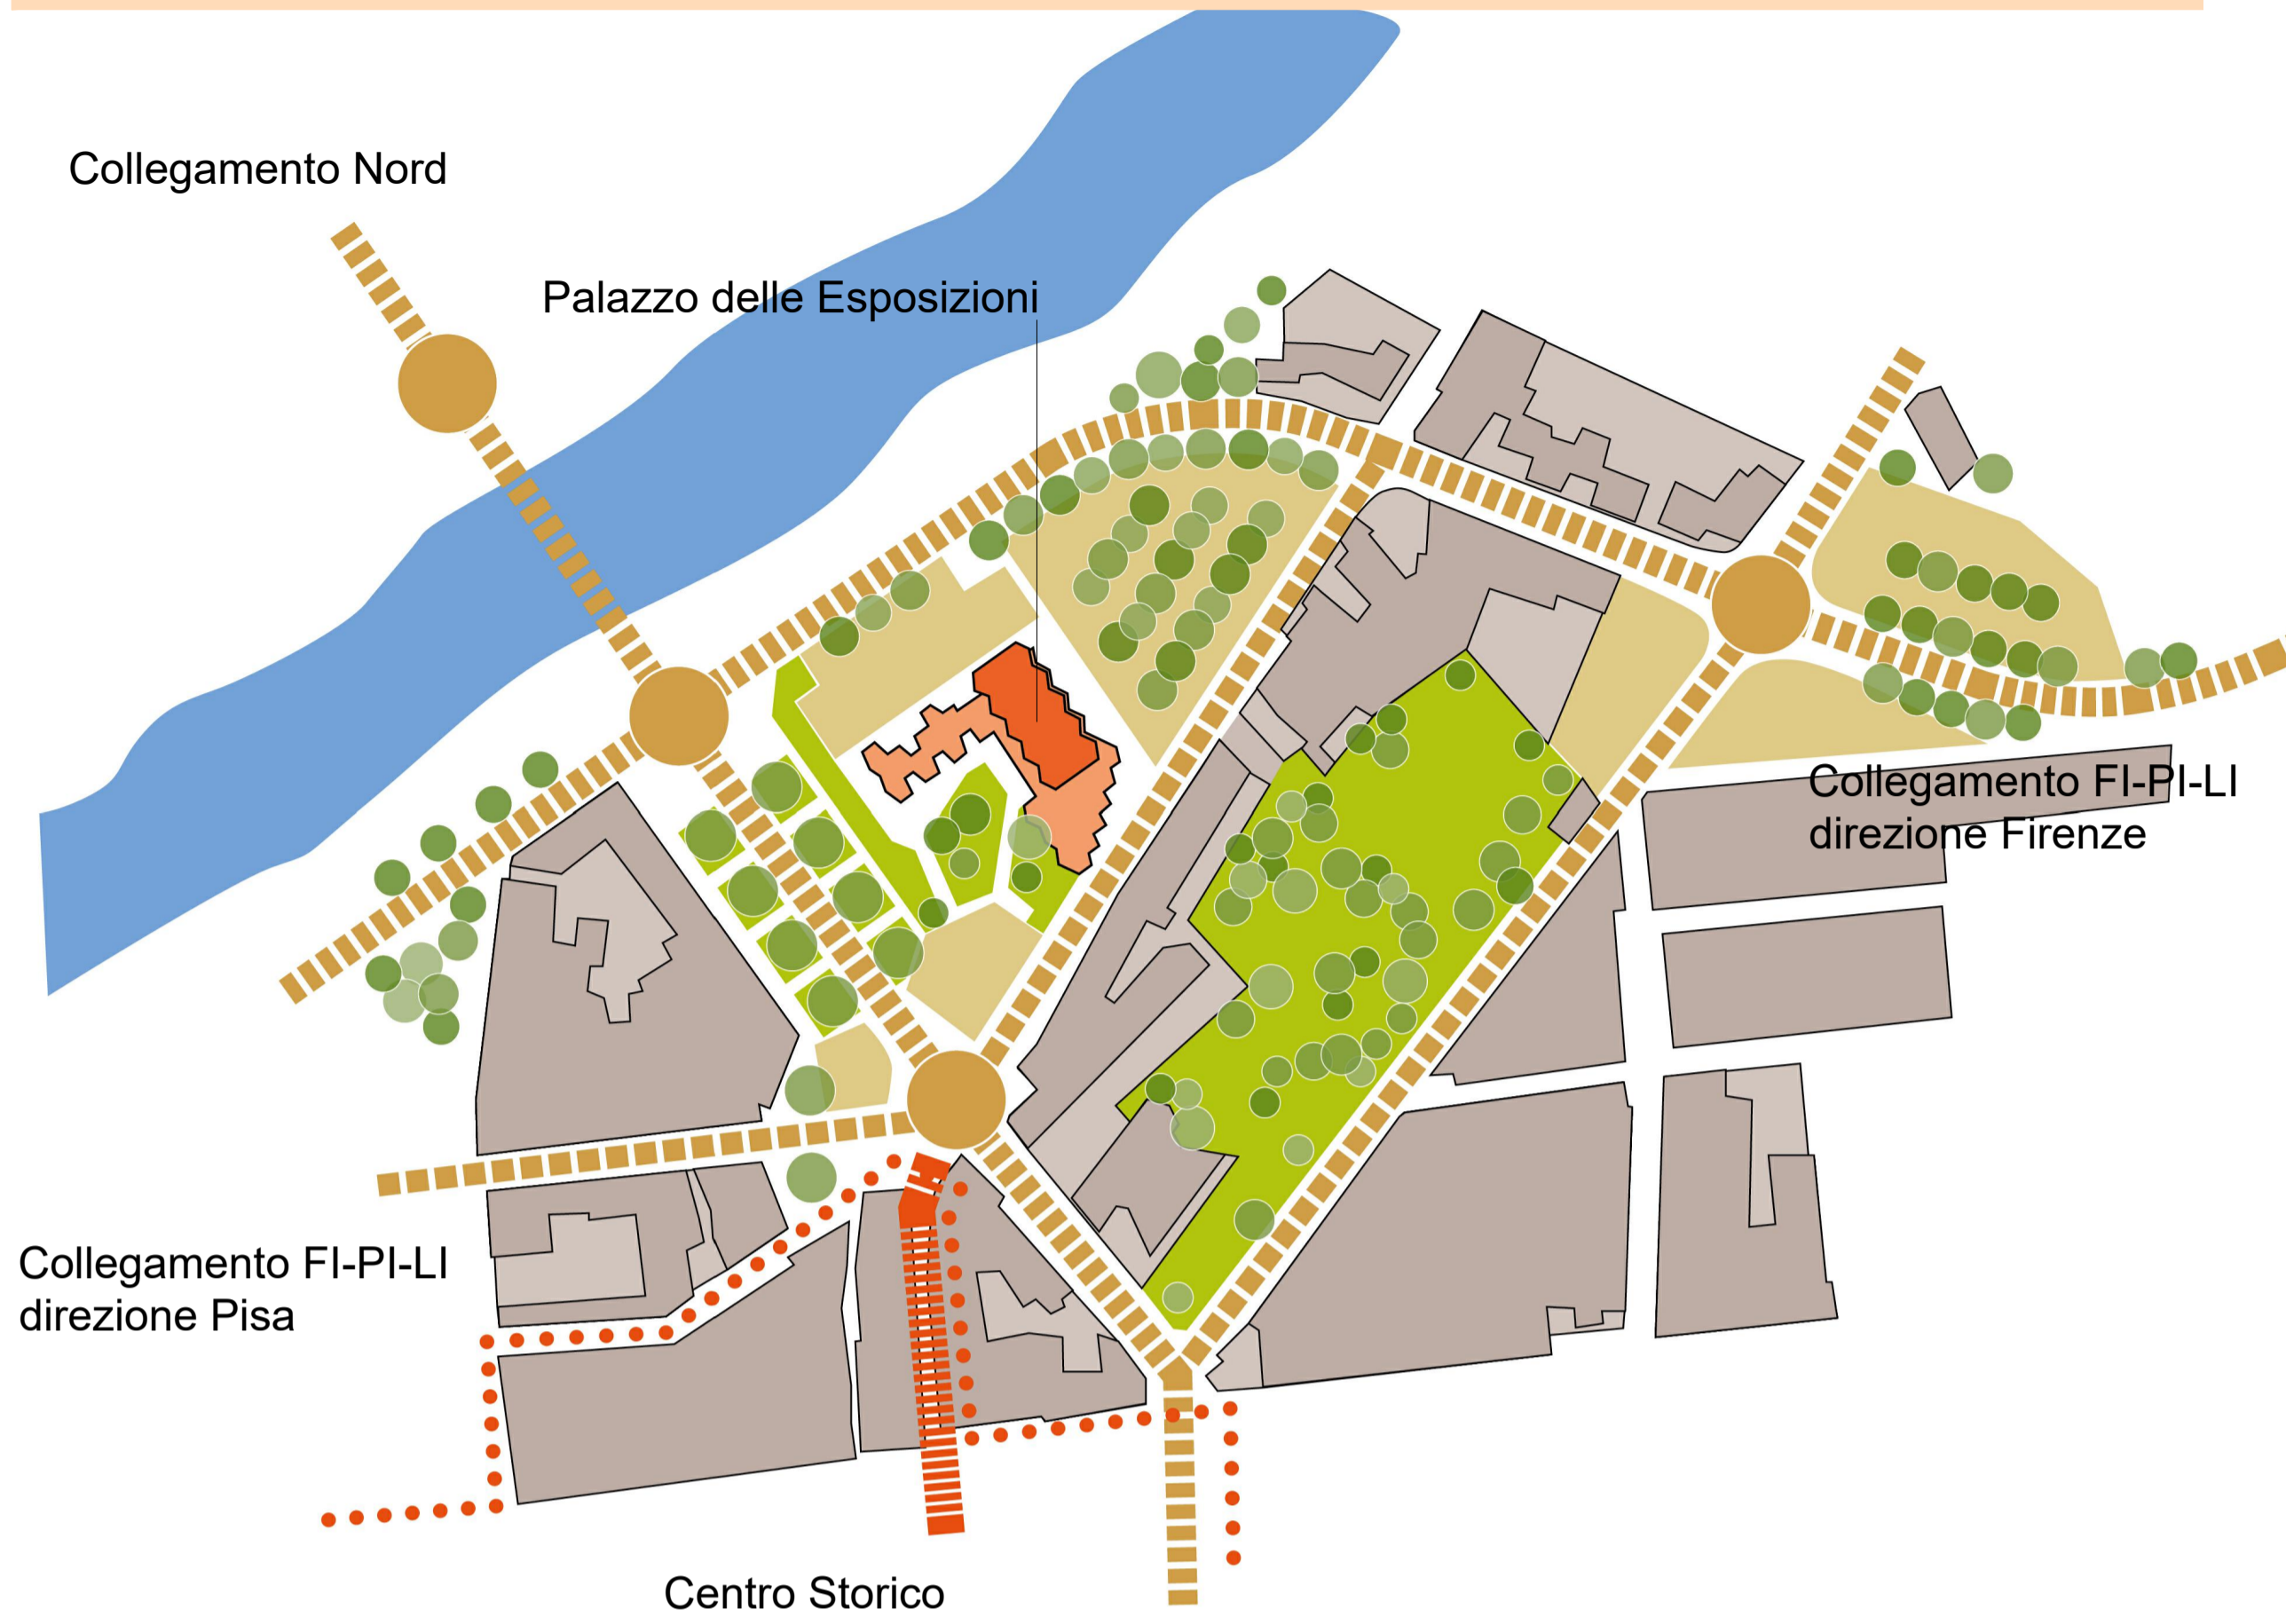 Collegamento Nord
Palazzo delle Esposizioni
Collegamento FI-PI-LI
direzione Firenze
Collegamento FI-PI-LI
direzione Pisa
Centro Storico